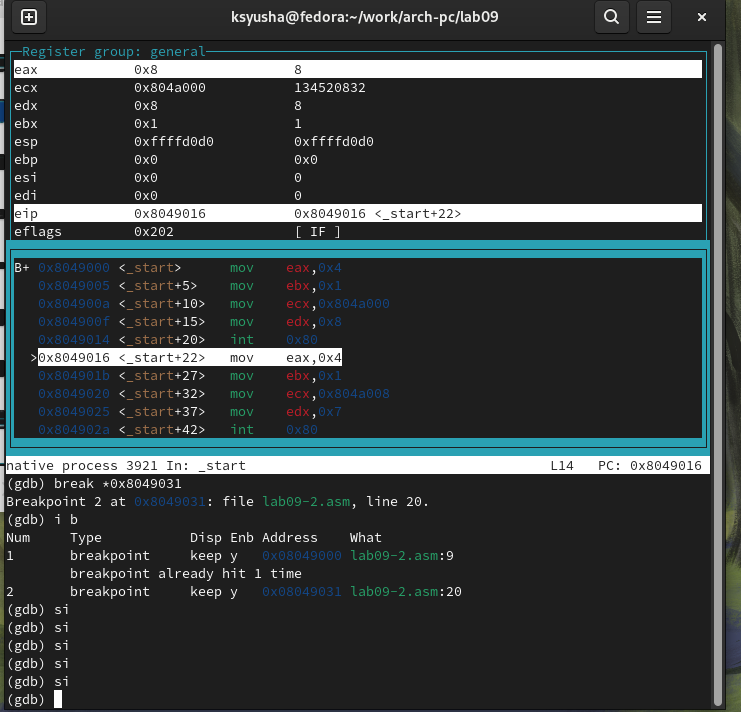 ksyusha@fedora:~/work/arch-pc/lab09
Register group: general
eax 0x8 8
ecx 0x804a000 134520832
edx 0x8 8
ebx 0x1 1
esp 0xffffd0d0 0xffffd0d0
ebp 0x0 0x0
esi 0x0 0
edi 0x0 0
eip 0x8049016 0x8049016 <_start+22>
eflags 0x202 [ IF ]
B+ 0x8049000 <_start> mov eax,0x4
0x8049005 <_start+5> mov ebx,0x1
0x804900a <_start+10> mov ecx,0x804a000
0x804900f <_start+15> mov edx,0x8
0x8049014 <_start+20> int 0x80
>0x8049016 <_start+22> mov eax,0x4
0x804901b <_start+27> mov ebx,0x1
0x8049020 <_start+32> mov ecx,0x804a008
0x8049025 <_start+37> mov edx,0x7
0x804902a <_start+42> int 0x80
native process 3921 In: _start L14 PC: 0x8049016
(gdb) break *0x8049031
Breakpoint 2 at 0x8049031: file lab09-2.asm, line 20.
(gdb) i b
Num Type Disp Enb Address What
1 breakpoint keep y 0x08049000 lab09-2.asm:9
breakpoint already hit 1 time
2 breakpoint keep y 0x08049031 lab09-2.asm:20
(gdb) si
(gdb) si
(gdb) si
(gdb) si
(gdb) si
(gdb)